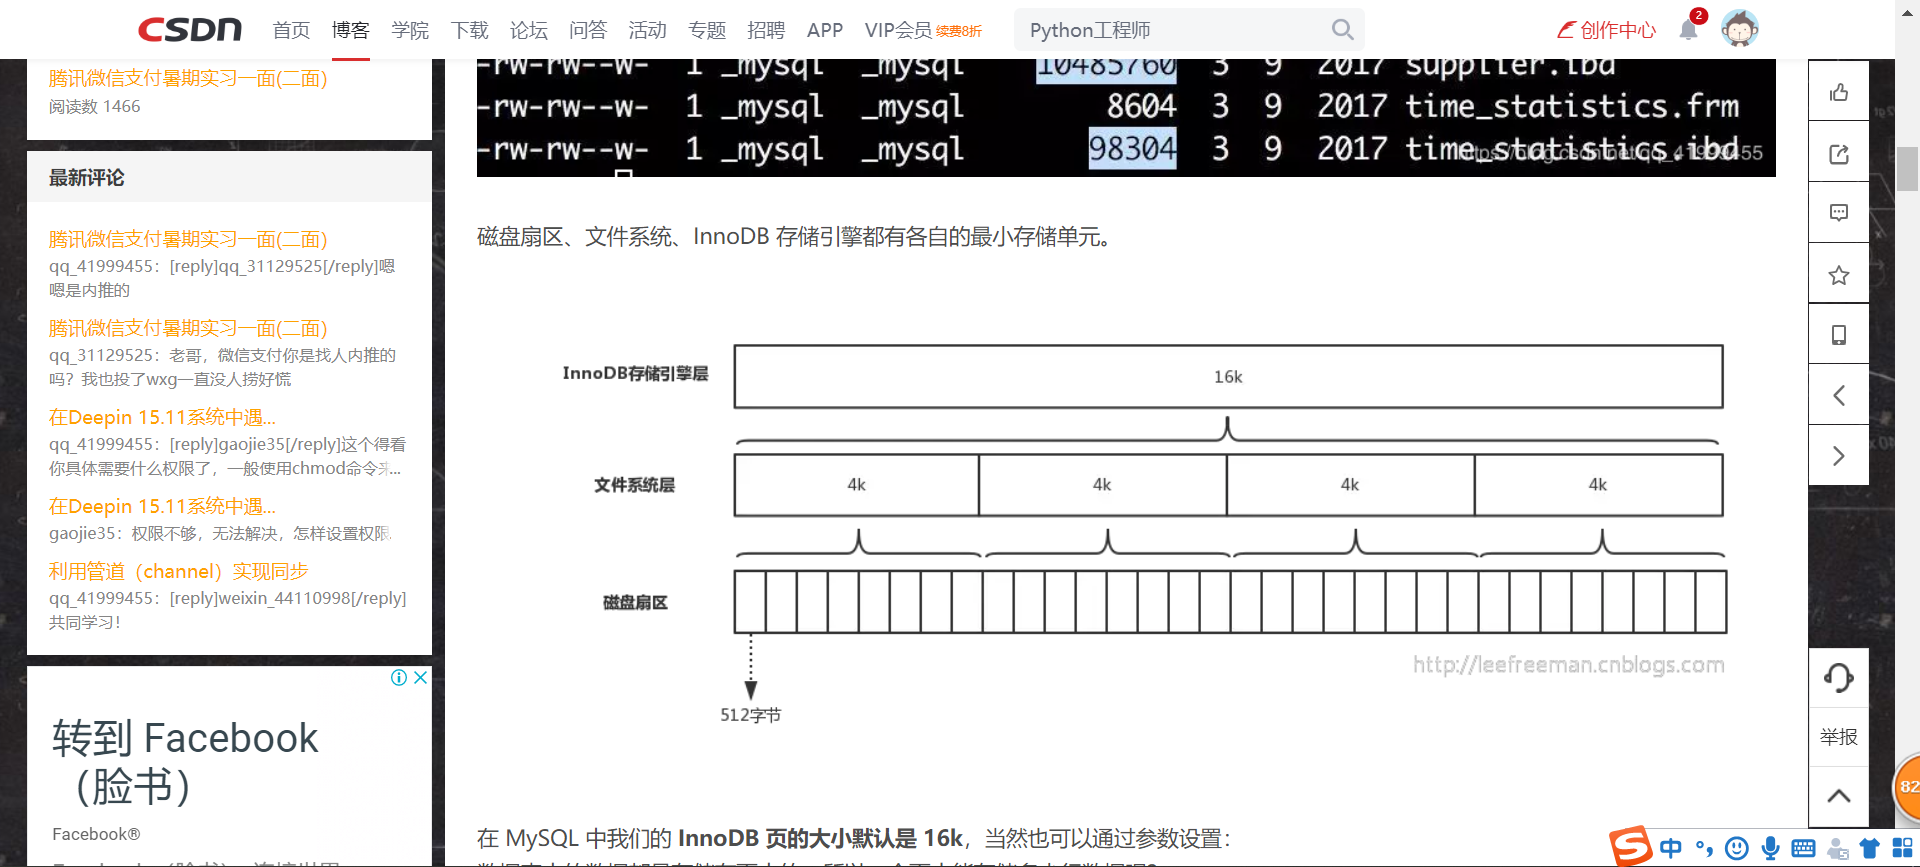 CSDN 首页 博客 学院 下载 论坛 问答 活动 专题 招聘 APP VIP会员 续费8折 Python工程师 创作中心 2
腾讯微信支付暑期实习一面(二面)
阅读数 1466
最新评论
腾讯微信支付暑期实习一面(二面)
qq_41999455：[reply]qq_31129525[/reply]嗯
嗯是内推的
腾讯微信支付暑期实习一面(二面)
qq_31129525：老哥，微信支付你是找人内推的
吗？我也投了wxg一直没人捞好慌
在Deepin 15.11系统中遇...
qq_41999455：[reply]gaojie35[/reply]这个得看
你具体需要什么权限了，一般使用chmod命令来...
在Deepin 15.11系统中遇...
gaojie35：权限不够，无法解决，怎样设置权限
利用管道（channel）实现同步
qq_41999455：[reply]weixin_44110998[/reply]
共同学习！
转到 Facebook
（脸书）
Facebook®
-rw-rw--w- 1 _mysql _mysql 10485760 3 9 2017 supplier.ibd
-rw-rw--w- 1 _mysql _mysql 8604 3 9 2017 time_statistics.frm
-rw-rw--w- 1 _mysql _mysql 98304 3 9 2017 time_statistics.ibd
https://blog.csdn.net/qq_41999455
磁盘扇区、文件系统、InnoDB 存储引擎都有各自的最小存储单元。
InnoDB存储引擎层 16k
文件系统层 4k 4k 4k 4k
磁盘扇区
512字节
http://leefreeman.cnblogs.com
在 MySQL 中我们的 InnoDB 页的大小默认是 16k，当然也可以通过参数设置：
举报
82
中